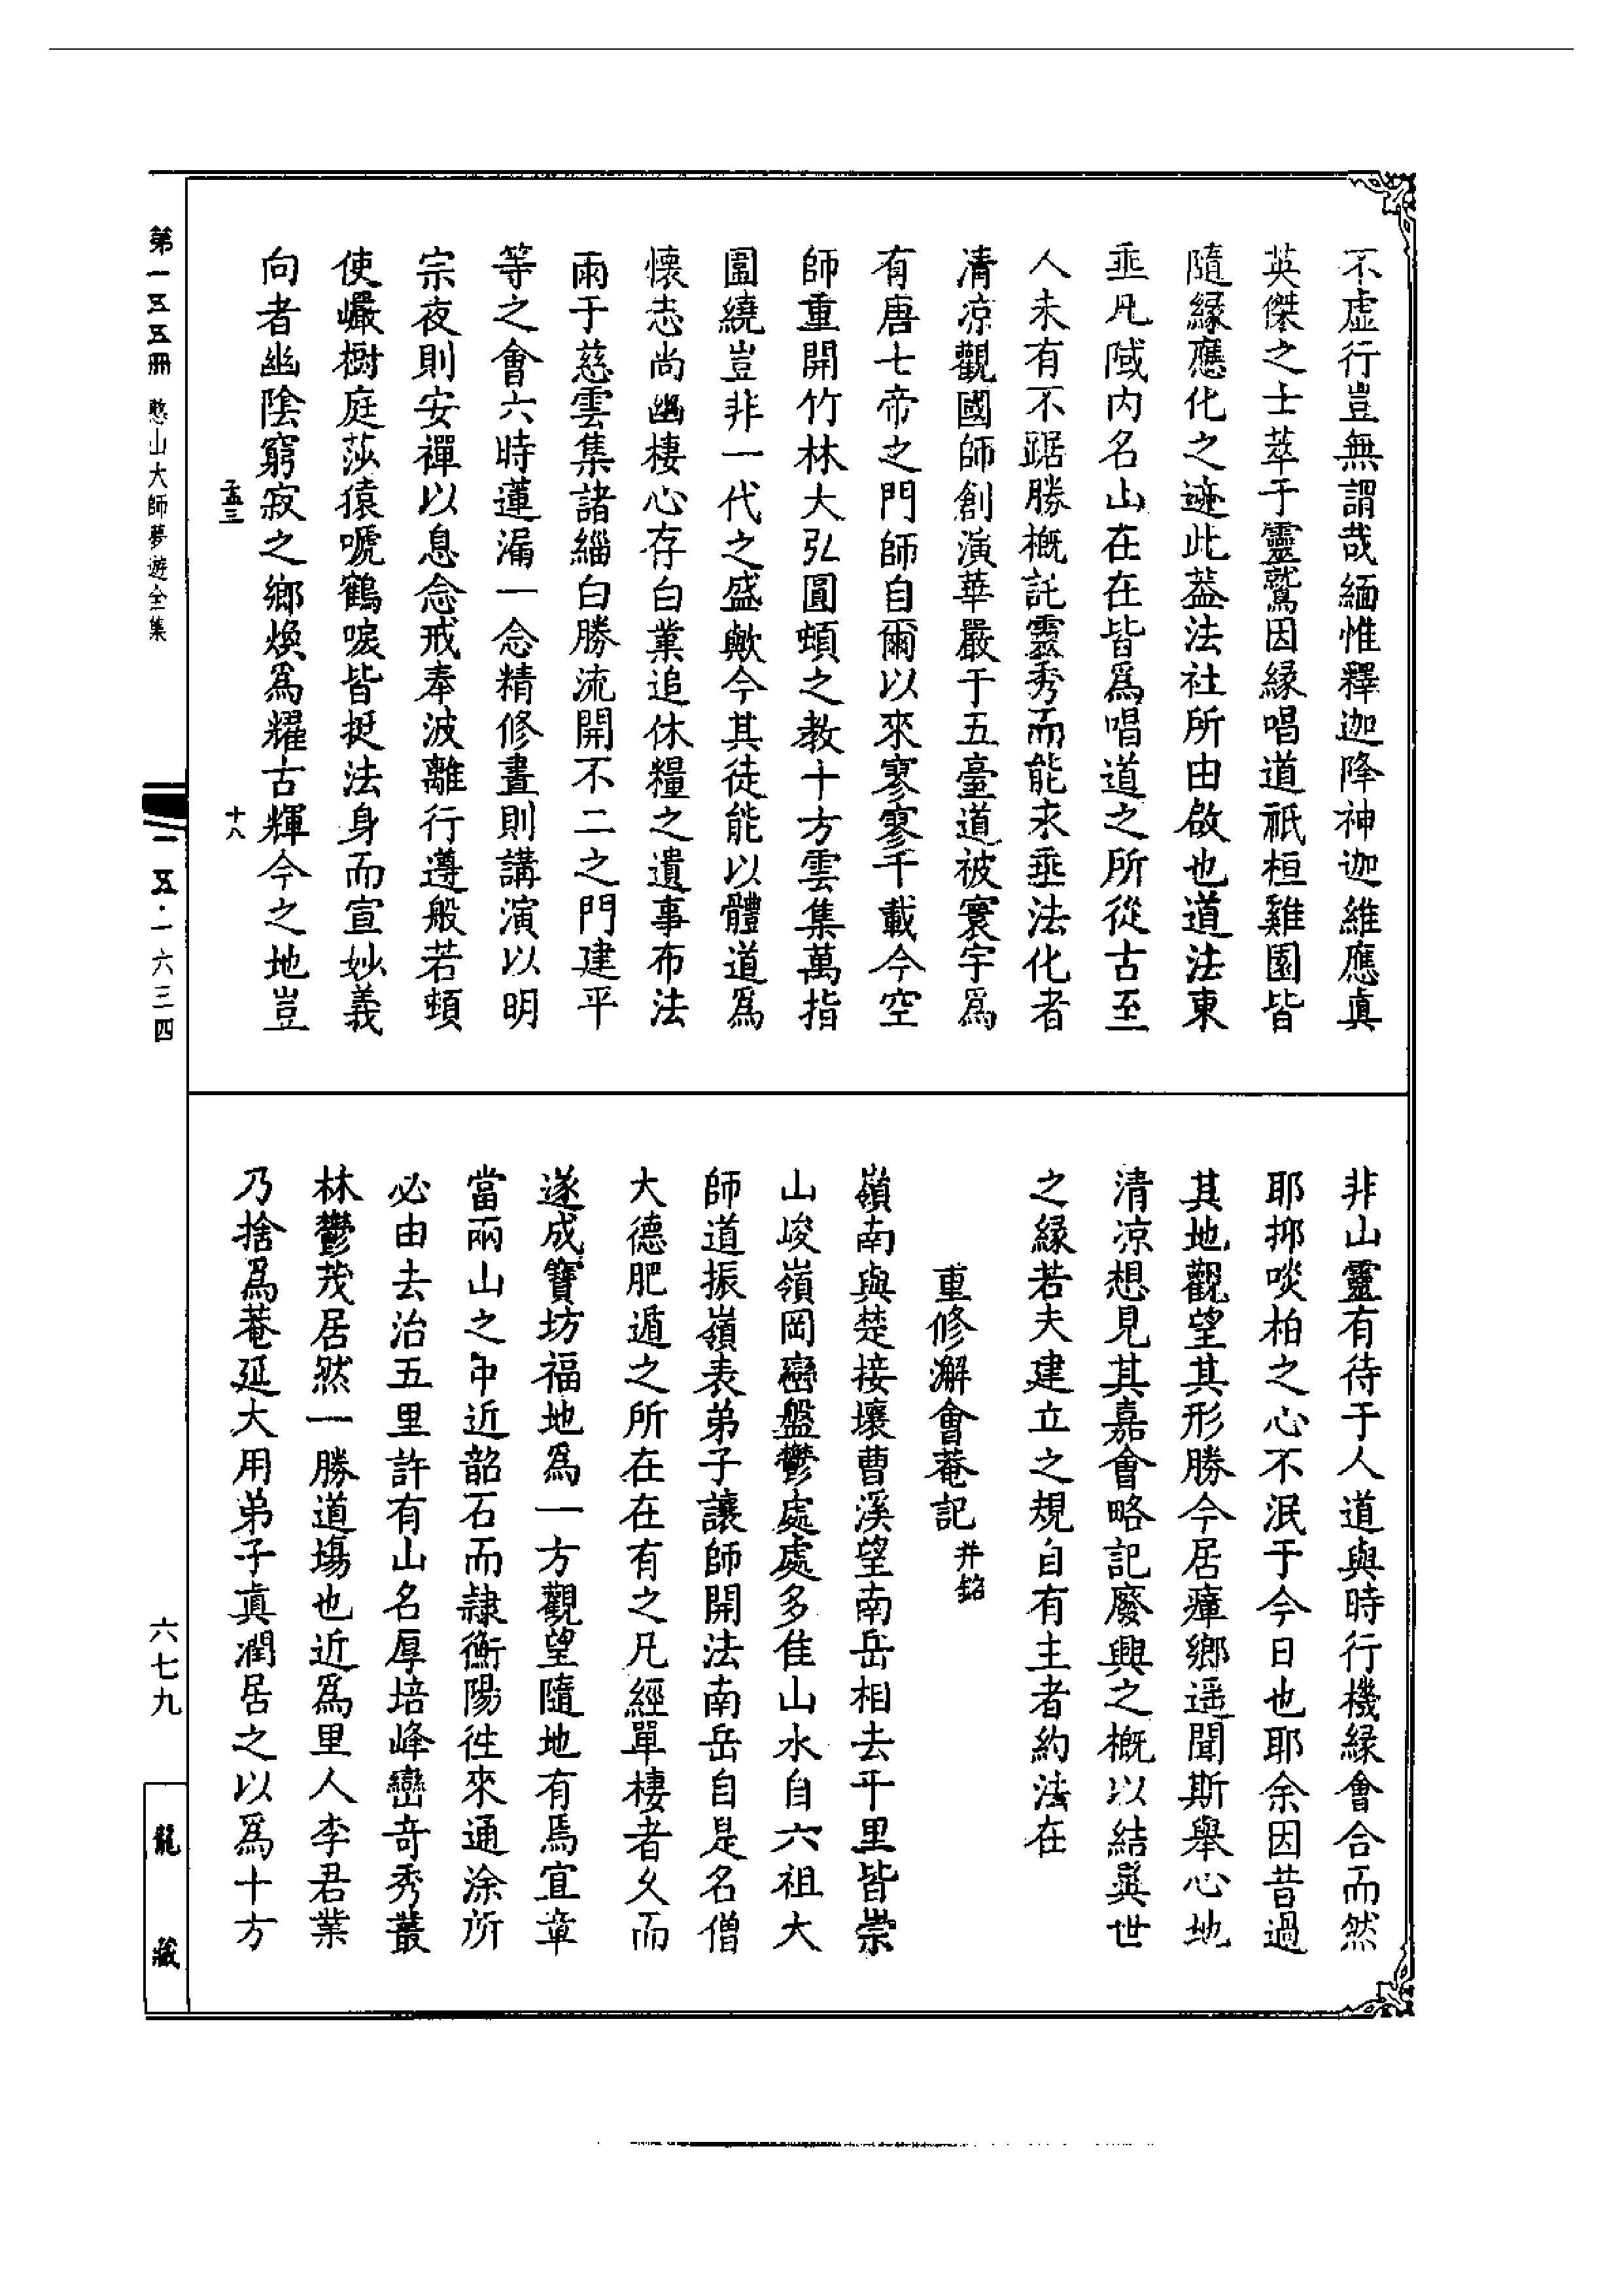 不虛行豈無謂哉緬惟釋迦降神迦維應真
英傑之士萃于靈鷲因緣唱道祇桓雞園皆
隨緣應化之迹此葢法社所由啟也道法東
埀凡域内名山在在皆爲唱道之所從古至
人未有不踞勝概託靈秀而能永埀法化者
清凉觀國師創演華嚴于五臺道被寰宇爲
有唐七帝之門師自爾以來寥寥千載今空
師重開竹林大弘圓頓之教十方雲集萬指
圍繞豈非一代之盛歟今其徒能以體道爲
懷志尚幽棲心存白業追休糧之遺事布法
雨于慈雲集諸緇白勝流開不二之門建平
等之會六時蓮漏一念精修晝則講演以明
宗夜則安禪以息念戒奉波離行遵般若頓
使巖樹庭莎猿嗁鶴唳皆挺法身而宣妙義
向者幽陰窮寂之鄉煥爲耀古輝今之地豈
孟三 十八
非山靈有待于人道與時行機緣會合而然
耶抑啖柏之心不泯于今日也耶余因昔過
其地觀望其形勝今居瘴鄉遥聞斯舉心地
清凉想見其嘉會略記廢興之概以結異世
之緣若夫建立之規自有主者約法在
重修澥會菴記并銘
嶺南與楚接壤曹溪望南岳相去千里皆崇
山峻嶺岡巒盤鬱處處多佳山水自六祖大
師道振嶺表弟子讓師開法南岳自是名僧
大德肥遁之所在在有之凡經單棲者久而
遂成寶坊福地爲一方觀望隨地有焉宜章
當兩山之中近韶石而隷衡陽徃來通涂所
必由去治五里許有山名厚培峰巒奇秀叢
林鬱茂居然一勝道塲也近爲里人李君業
乃捨爲菴延大用弟子真潤居之以爲十方
第一五五冊 憨山大師夢遊全集
一五五·一六三四
六七九
龍藏